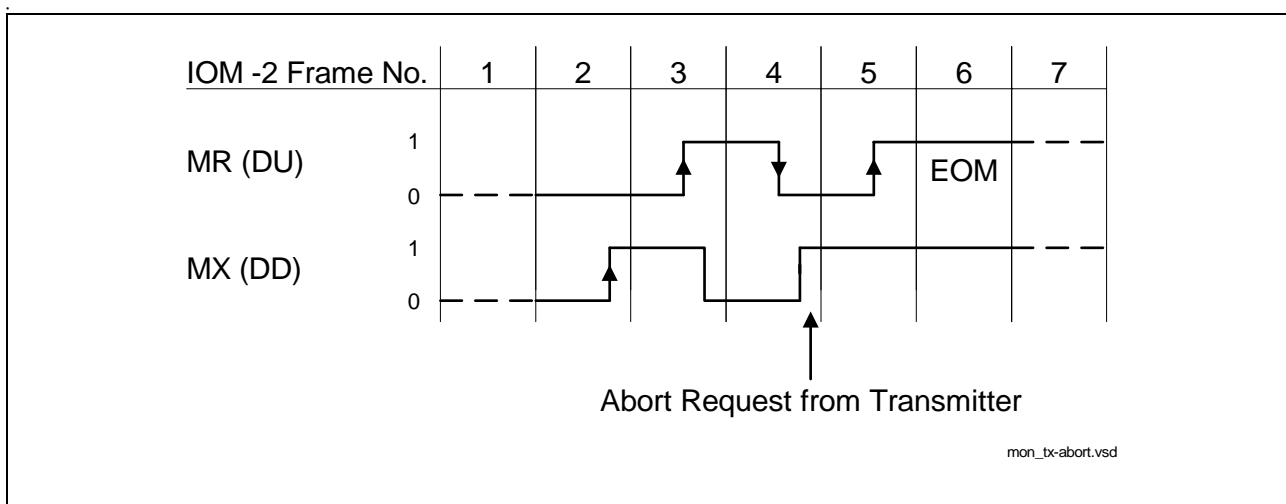 .
IOM -2 Frame No. 1 2 3 4 5 6 7
MR (DU) 1
0
EOM
MX (DD) 1
0
Abort Request from Transmitter
mon_tx-abort.vsd